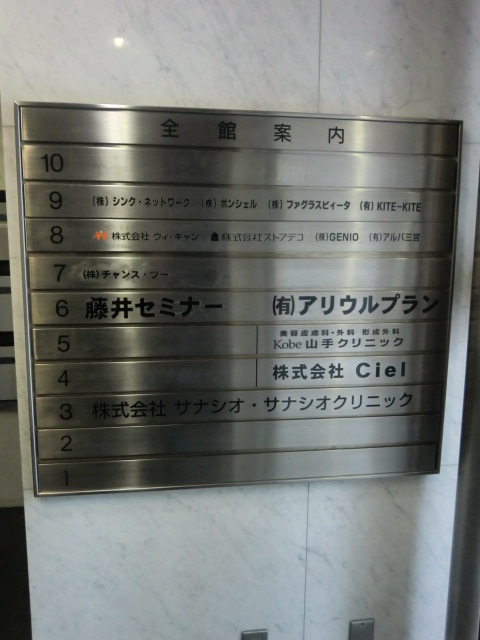 全館案内
10
9 (株)シンク・ネットワーク (株)ボンシェル (株)ファグラスビィータ (有)KITE-KITE
8 株式会社 ウィ・キャン 株式会社ストアデコ (株)GENIO (有)アルバ三宮
7 (株)チャンス・ツー
6 藤井セミナー (有)アリウルプラン
美容皮膚科・外科 形成外科
5 Kobe 山手クリニック
4 株式会社 Ciel
3 株式会社 サナシオ・サナシオクリニック
2
1